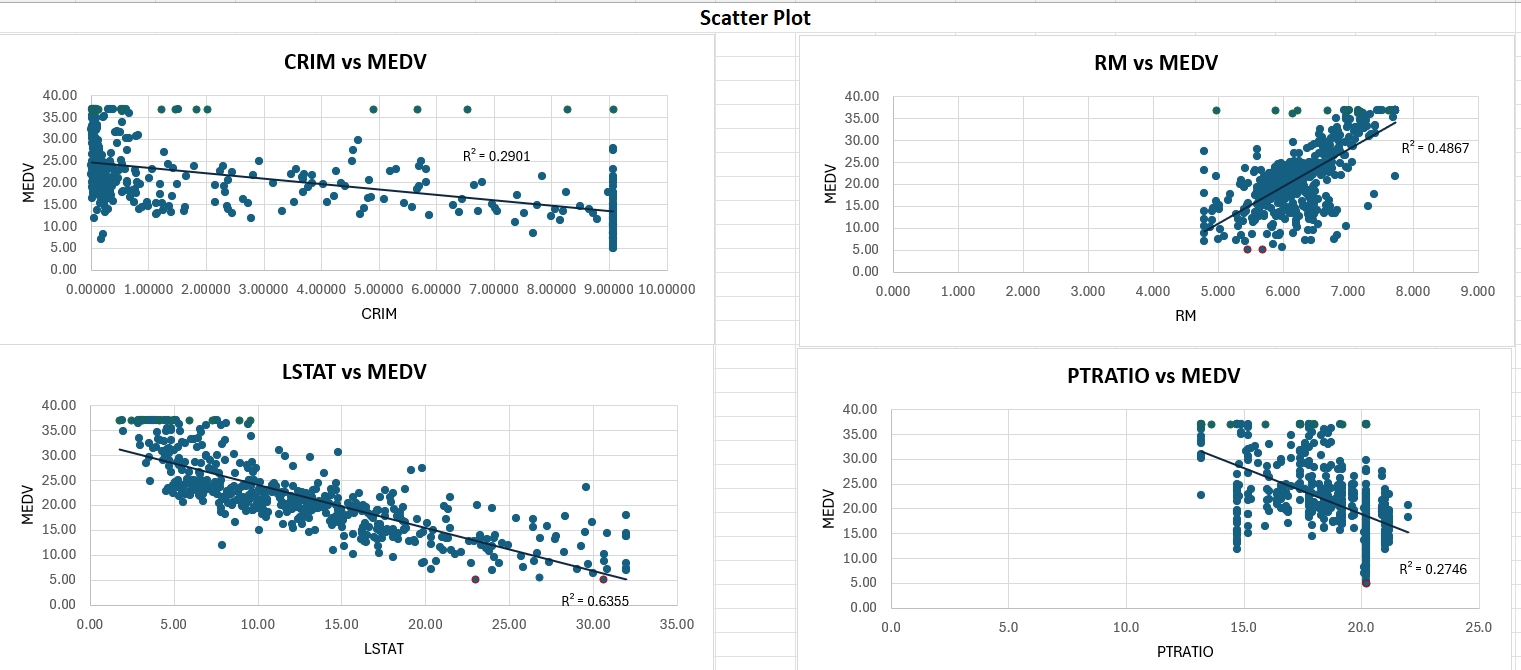 Scatter Plot
CRIM vs MEDV
40.00
35.00
30.00
25.00
20.00
15.00
10.00
5.00
0.00
MEDV
R² = 0.2901
0.00000 1.00000 2.00000 3.00000 4.00000 5.00000 6.00000 7.00000 8.00000 9.00000 10.00000
CRIM
RM vs MEDV
40.00
35.00
30.00
25.00
20.00
15.00
10.00
5.00
0.00
MEDV
R² = 0.4867
0.000 1.000 2.000 3.000 4.000 5.000 6.000 7.000 8.000 9.000
RM
LSTAT vs MEDV
40.00
35.00
30.00
25.00
20.00
15.00
10.00
5.00
0.00
MEDV
R² = 0.6355
0.00 5.00 10.00 15.00 20.00 25.00 30.00 35.00
LSTAT
PTRATIO vs MEDV
40.00
35.00
30.00
25.00
20.00
15.00
10.00
5.00
0.00
MEDV
R² = 0.2746
0.0 5.0 10.0 15.0 20.0 25.0
PTRATIO